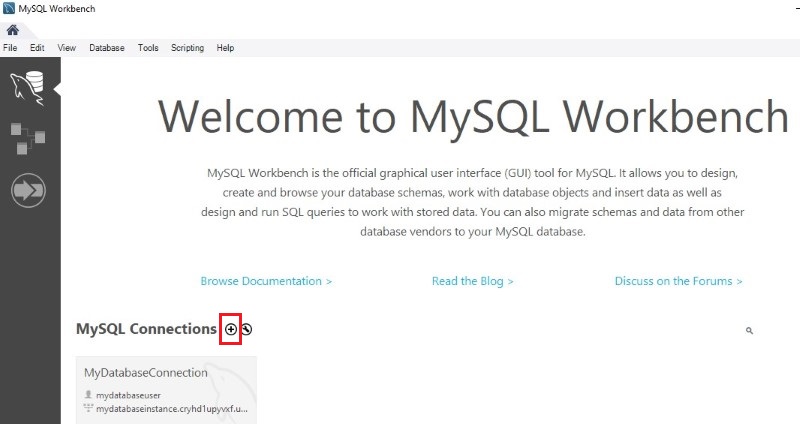 MySQL Workbench
File Edit View Database Tools Scripting Help
Welcome to MySQL Workbench
MySQL Workbench is the official graphical user interface (GUI) tool for MySQL. It allows you to design,
create and browse your database schemas, work with database objects and insert data as well as
design and run SQL queries to work with stored data. You can also migrate schemas and data from other
database vendors to your MySQL database.
Browse Documentation > Read the Blog > Discuss on the Forums >
MySQL Connections
MyDatabaseConnection
mydatabaseuser
mydatabaseinstance.cryhd1upyvxf.u...